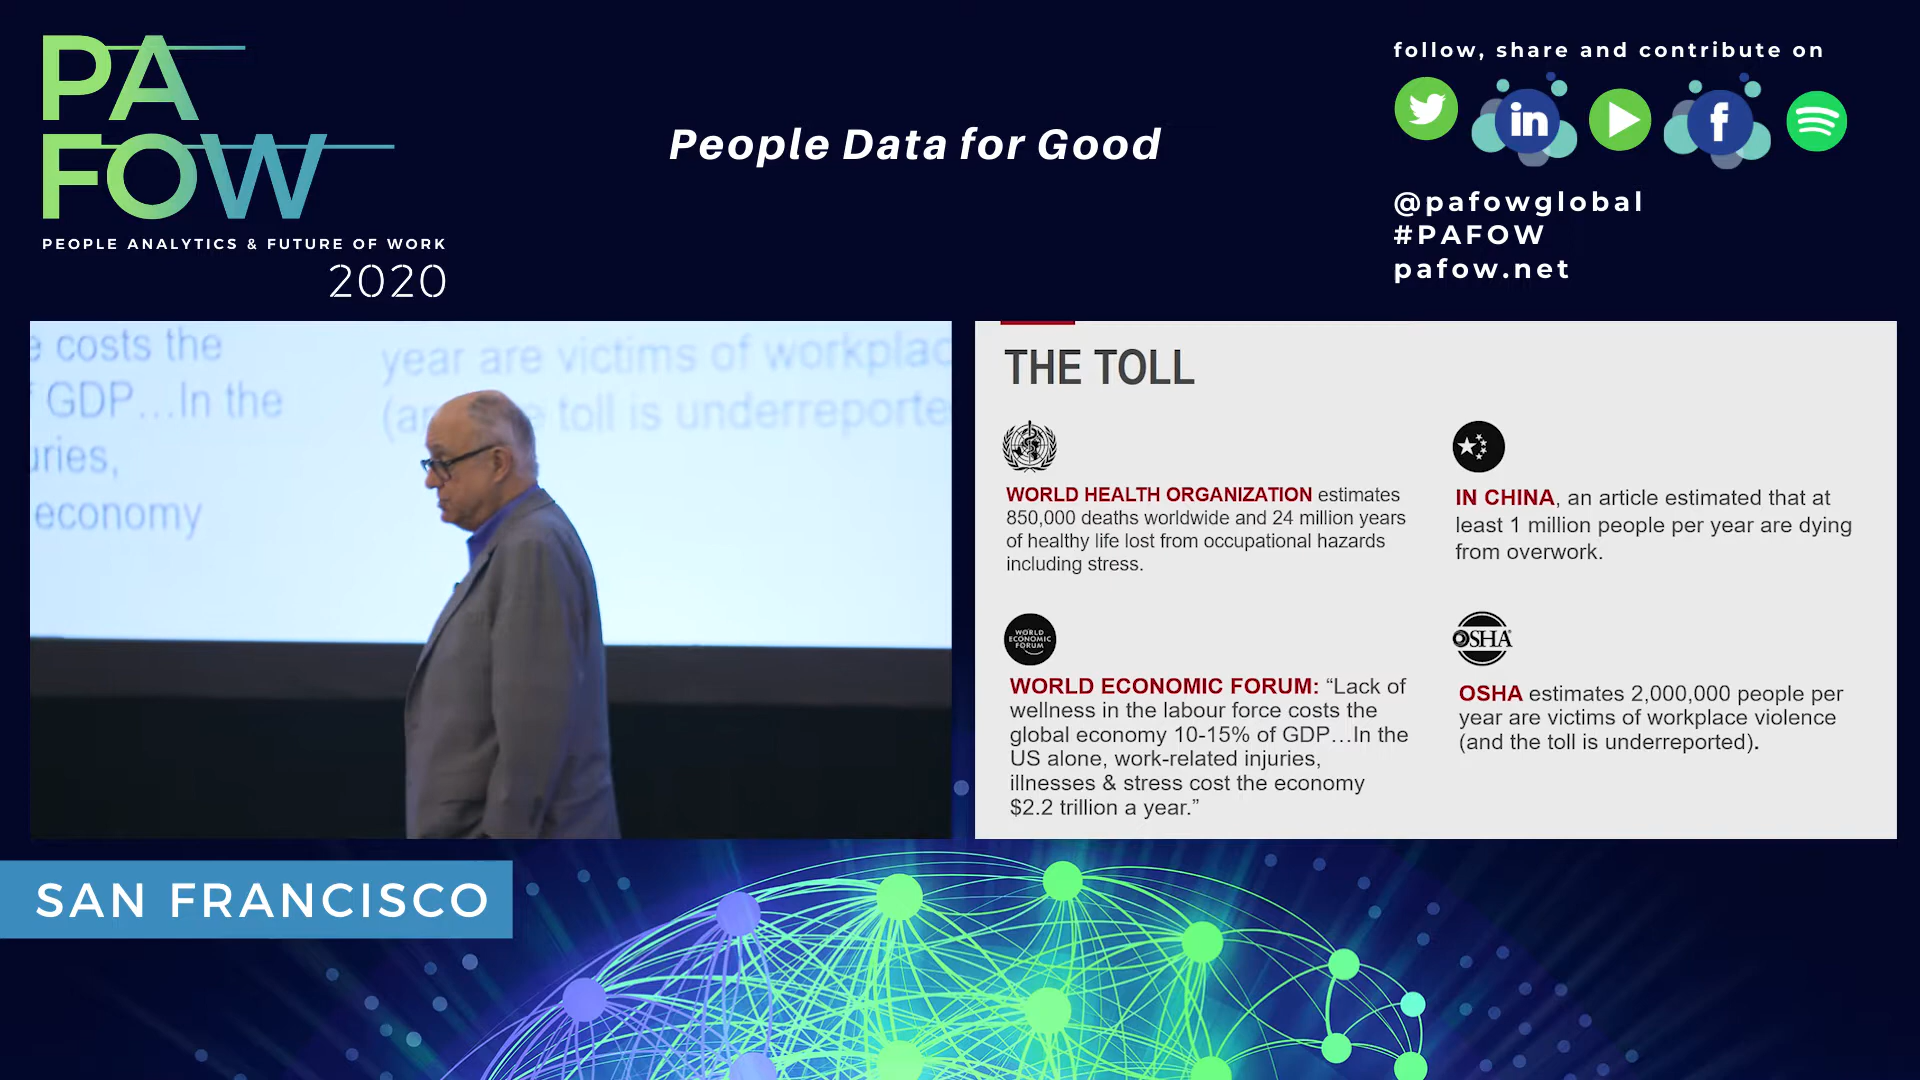 PA
FOW
PEOPLE ANALYTICS & FUTURE OF WORK
2020
People Data for Good
follow, share and contribute on
in
f
@pafowglobal
#PAFOW
pafow.net
e costs the
f GDP...In the
uries,
economy
year are victims of workplac
toll is underreporte
THE TOLL
WORLD HEALTH ORGANIZATION estimates
850,000 deaths worldwide and 24 million years
of healthy life lost from occupational hazards
including stress.
IN CHINA, an article estimated that at
least 1 million people per year are dying
from overwork.
WORLD
ECONOMIC
FORUM
WORLD ECONOMIC FORUM: “Lack of
wellness in the labour force costs the
global economy 10-15% of GDP…In the
US alone, work-related injuries,
illnesses & stress cost the economy
$2.2 trillion a year.”
OSHA
OSHA estimates 2,000,000 people per
year are victims of workplace violence
(and the toll is underreported).
SAN FRANCISCO